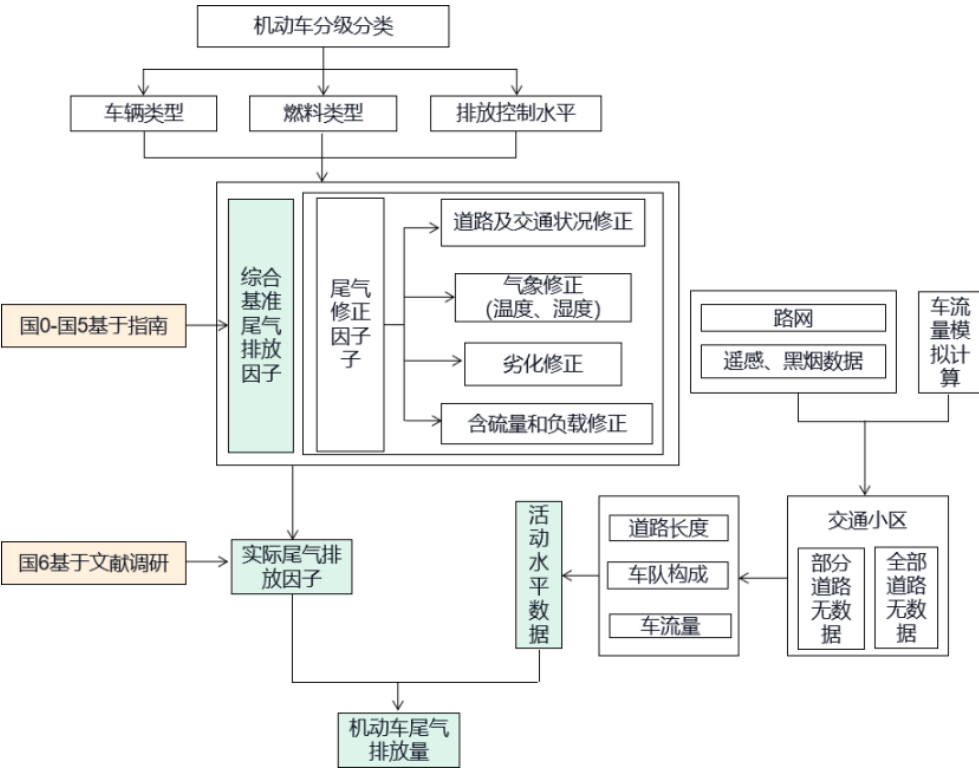 机动车分级分类
车辆类型
燃料类型
排放控制水平
综合
基准
尾气
排放
因子
尾气
修正
因子
子
道路及交通状况修正
气象修正
(温度、湿度)
劣化修正
含硫量和负载修正
国0-国5基于指南
路网
遥感、黑烟数据
车流
量模
拟计
算
国6基于文献调研
实际尾气排
放因子
活
动
水
平
数
据
道路长度
车队构成
车流量
交通小区
部分
道路
无数
据
全部
道路
无数
据
机动车尾气
排放量